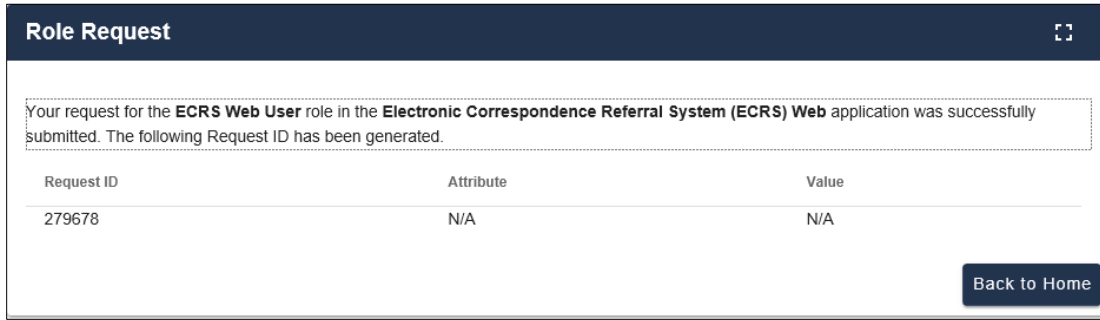 Role Request
Your request for the ECRS Web User role in the Electronic Correspondence Referral System (ECRS) Web application was successfully
submitted. The following Request ID has been generated.
Request ID Attribute Value
279678 N/A N/A
Back to Home